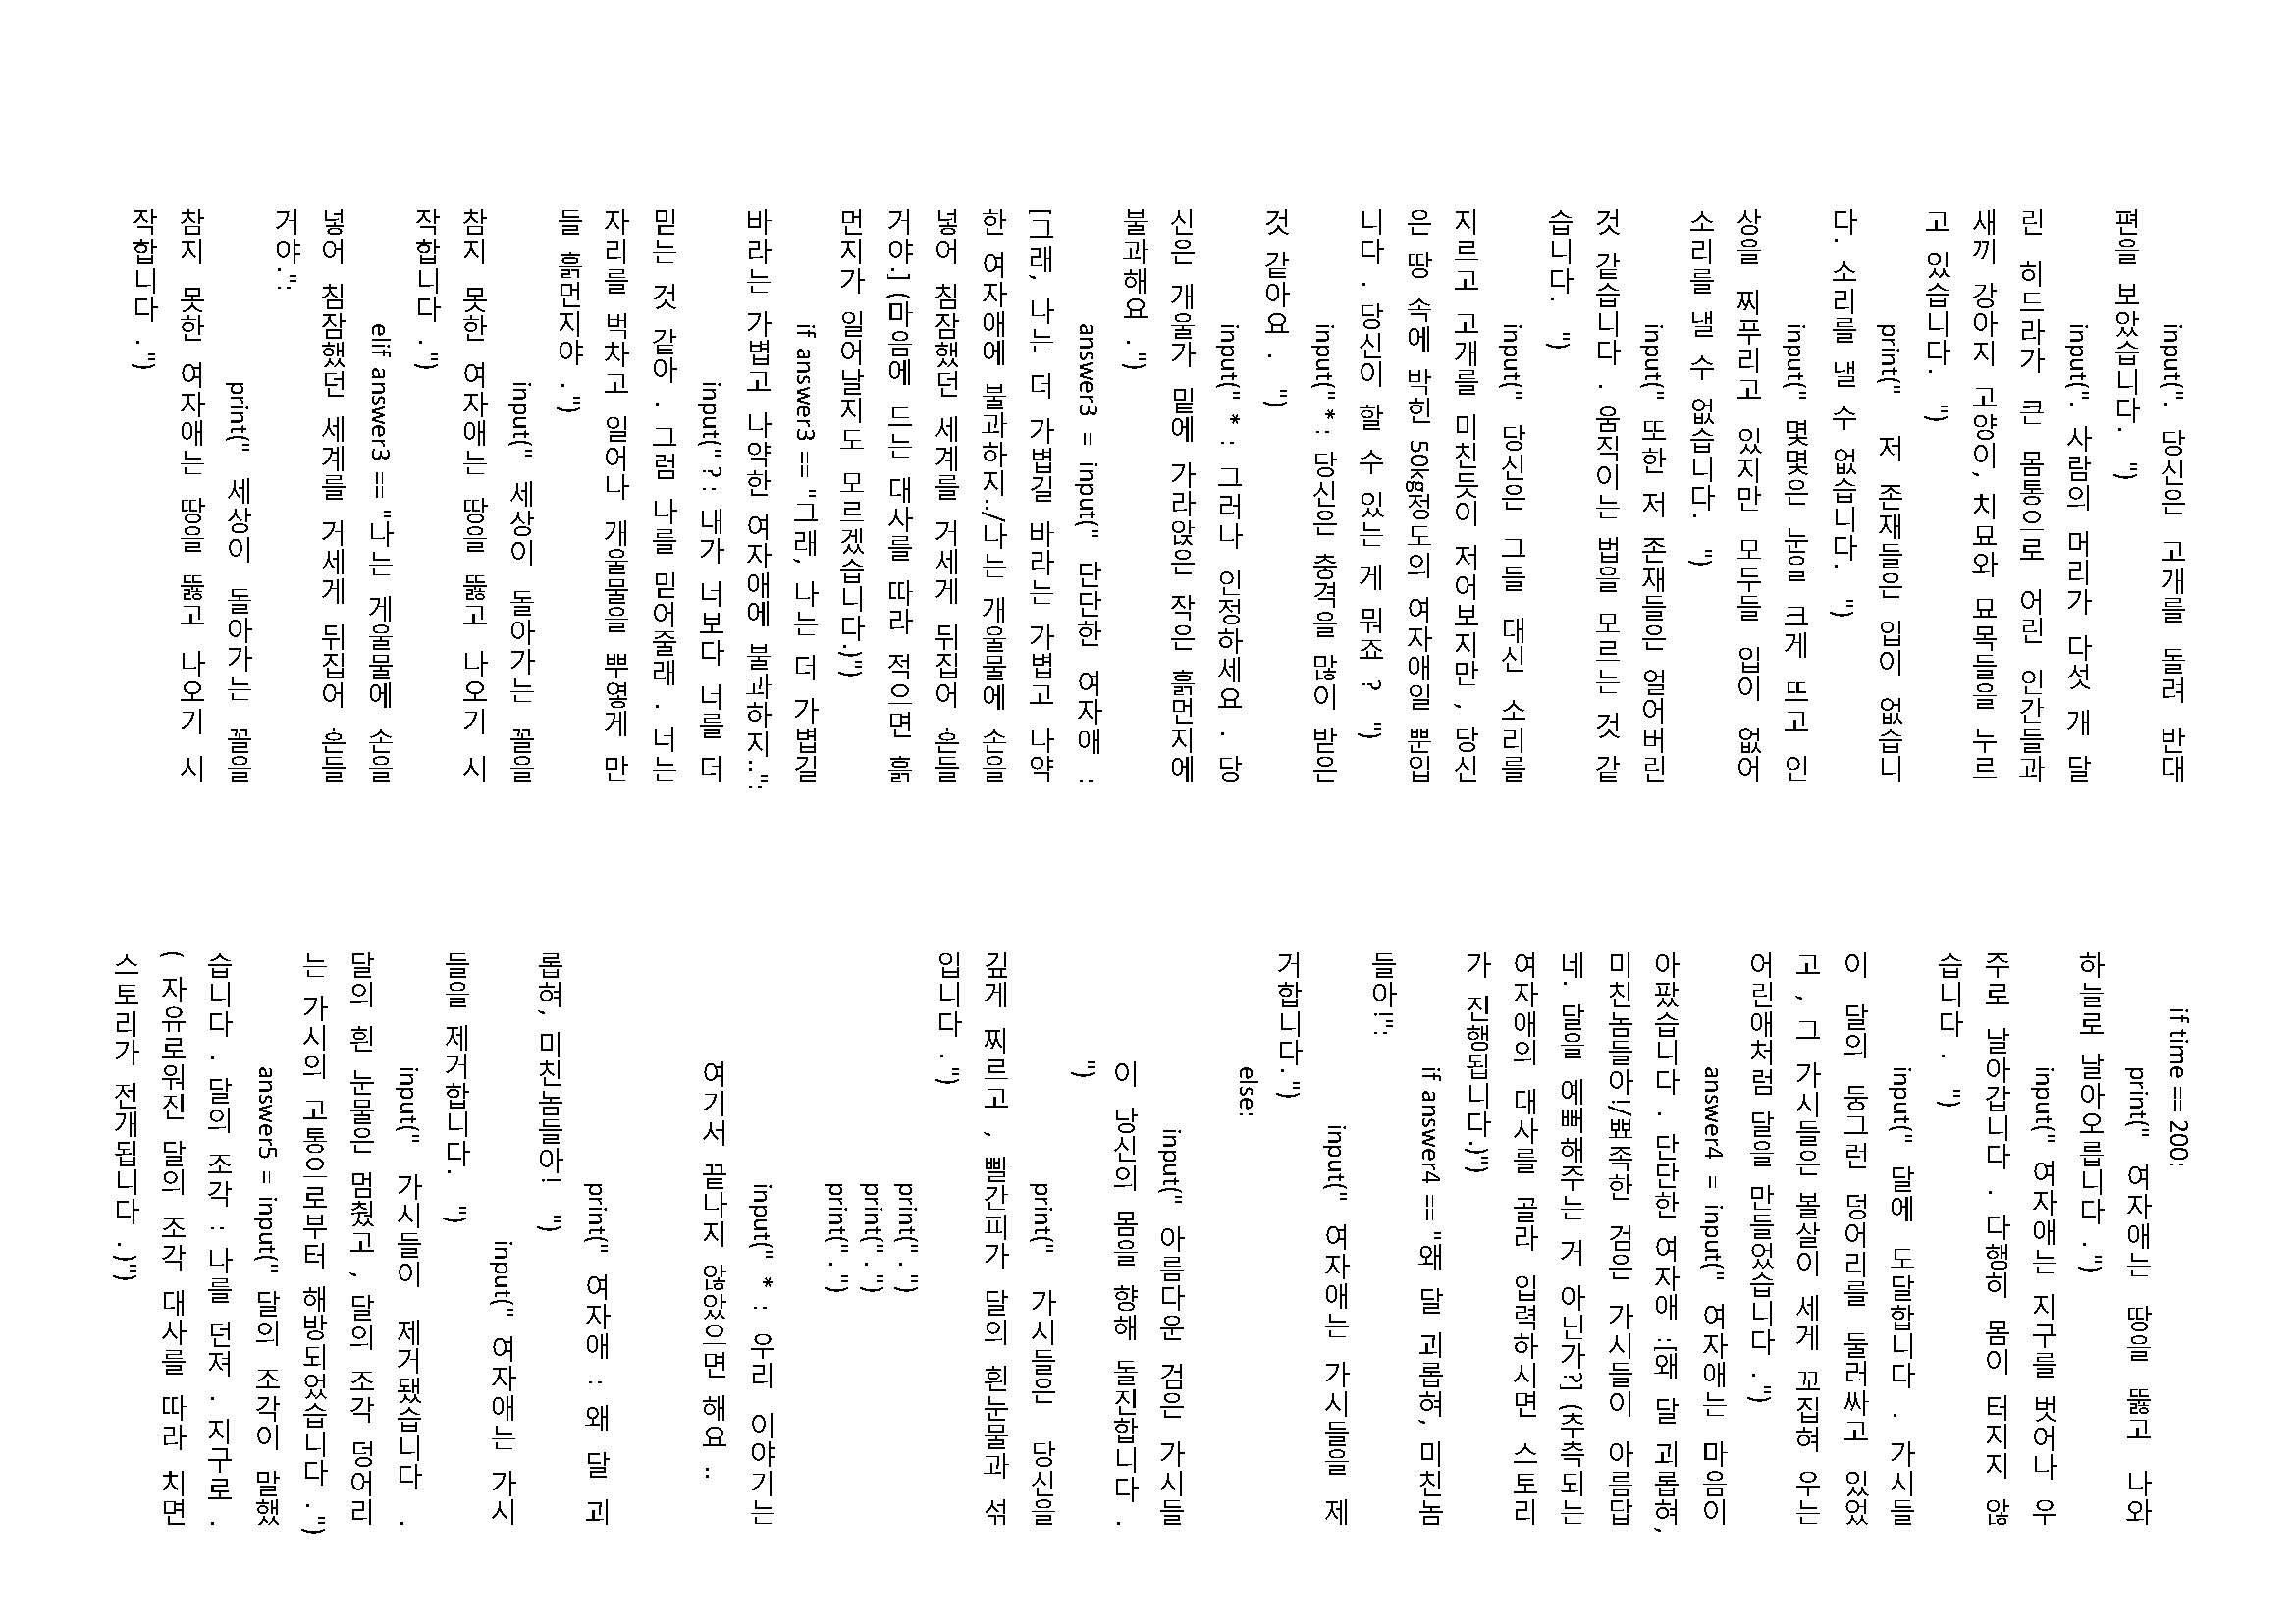 input(". 당신은 고개를 돌려 반대
편을 보았습니다. ")
input(". 사람의 머리가 다섯 개 달
린 히드라가 큰 몸통으로 어린 인간들과
새끼 강아지 고양이, 치묘와 묘목들을 누르
고 있습니다. ")
print(" 저 존재들은 입이 없습니
다. 소리를 낼 수 없습니다. ")
input(" 몇몇은 눈을 크게 뜨고 인
상을 찌푸리고 있지만 모두들 입이 없어
소리를 낼 수 없습니다. ")
input(" 또한 저 존재들은 얼어버린
것 같습니다 . 움직이는 법을 모르는 것 같
습니다. ")
input(" 당신은 그들 대신 소리를
지르고 고개를 미친듯이 저어보지만 , 당신
은 땅 속에 박힌 50kg정도의 여자애일 뿐입
니다 . 당신이 할 수 있는 게 뭐죠 ? ")
input(" *: 당신은 충격을 많이 받은
것 같아요 . ")
input(" * : 그러나 인정하세요 . 당
신은 개울가 밑에 가라앉은 작은 흙먼지에
불과해요 .")
answer3 = input(" 단단한 여자애 :
[그래, 나는 더 가볍길 바라는 가볍고 나약
한 여자애에 불과하지../나는 개울물에 손을
넣어 침잠했던 세계를 거세게 뒤집어 흔들
거야.] (마음에 드는 대사를 따라 적으면 흙
먼지가 일어날지도 모르겠습니다.)")
if answer3 == "그래, 나는 더 가볍길
바라는 가볍고 나약한 여자애에 불과하지..":
input(" ?: 내가 너보다 너를 더
믿는 것 같아 . 그럼 나를 믿어줄래 . 너는
자리를 벅차고 일어나 개울물을 뿌옇게 만
들 흙먼지야 .")
input(" 세상이 돌아가는 꼴을
참지 못한 여자애는 땅을 뚫고 나오기 시
작합니다 .")
elif answer3 == "나는 게울물에 손을
넣어 침잠했던 세계를 거세게 뒤집어 흔들
거야.":
print(" 세상이 돌아가는 꼴을
참지 못한 여자애는 땅을 뚫고 나오기 시
작합니다 .")
if time == 200:
print(" 여자애는 땅을 뚫고 나와
하늘로 날아오릅니다 .")
input(" 여자애는 지구를 벗어나 우
주로 날아갑니다 . 다행히 몸이 터지지 않
습니다 . ")
input(" 달에 도달합니다 . 가시들
이 달의 둥그런 덩어리를 둘러싸고 있었
고 , 그 가시들은 볼살이 세게 꼬집혀 우는
어린애처럼 달을 만들었습니다 .")
answer4 = input(" 여자애는 마음이
아팠습니다 . 단단한 여자애 :[왜 달 괴롭혀,
미친놈들아!/뾰족한 검은 가시들이 아름답
네. 달을 예뻐해주는 거 아닌가?] (추측되는
여자애의 대사를 골라 입력하시면 스토리
가 진행됩니다.)")
if answer4 == "왜 달 괴롭혀, 미친놈
들아!":
input(" 여자애는 가시들을 제
거합니다.")
else:
input(" 아름다운 검은 가시들
이 당신의 몸을 향해 돌진합니다 .
")
print(" 가시들은 당신을
깊게 찌르고 , 빨간피가 달의 흰눈물과 섞
입니다 .")
print(" .")
print(" .")
print(" .")
input(" * : 우리 이야기는
여기서 끝나지 않았으면 해요 ..
print(" 여자애 : 왜 달 괴
롭혀, 미친놈들아! ")
input(" 여자애는 가시
들을 제거합니다. ")
input(" 가시들이 제거됐습니다 .
달의 흰 눈물은 멈췄고 , 달의 조각 덩어리
는 가시의 고통으로부터 해방되었습니다 .")
answer5 = input(" 달의 조각이 말했
습니다 . 달의 조각 : 나를 던져 . 지구로 .
( 자유로워진 달의 조각 대사를 따라 치면
스토리가 전개됩니다 .)")